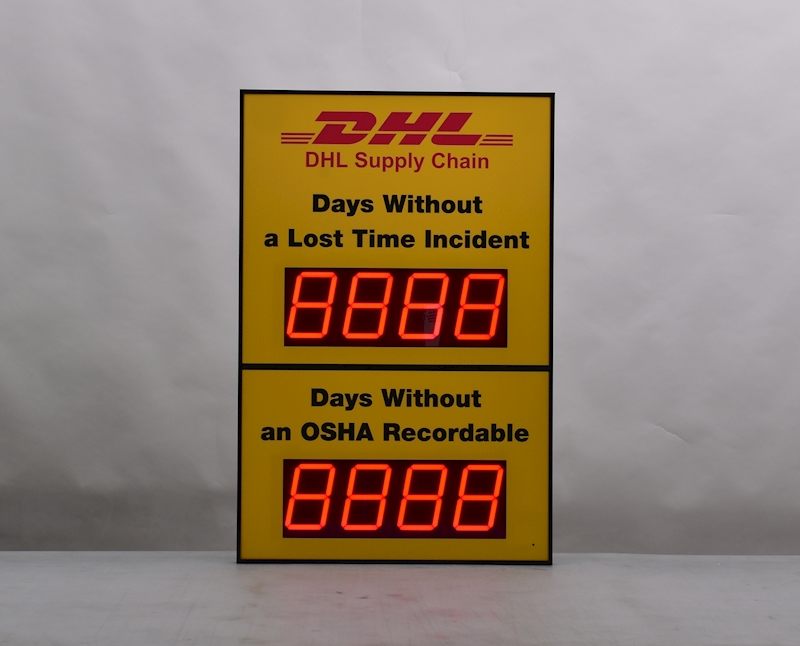 DHL
DHL Supply Chain
Days Without
a Lost Time Incident
8888
Days Without
an OSHA Recordable
8888